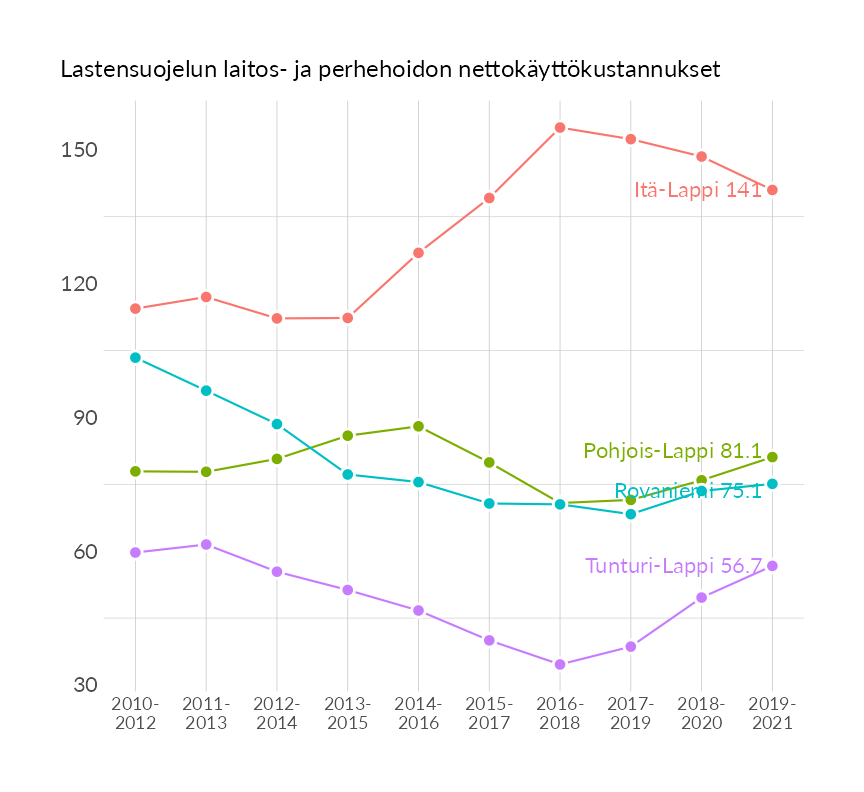 Lastensuojelun laitos- ja perhehoidon nettokäyttökustannukset
150
120
90
60
30
Itä-Lappi 141
Pohjois-Lappi 81.1
Rovaniemi 75.1
Tunturi-Lappi 56.7
2010- 2011- 2012- 2013- 2014- 2015- 2016- 2017- 2018- 2019-
2012 2013 2014 2015 2016 2017 2018 2019 2020 2021